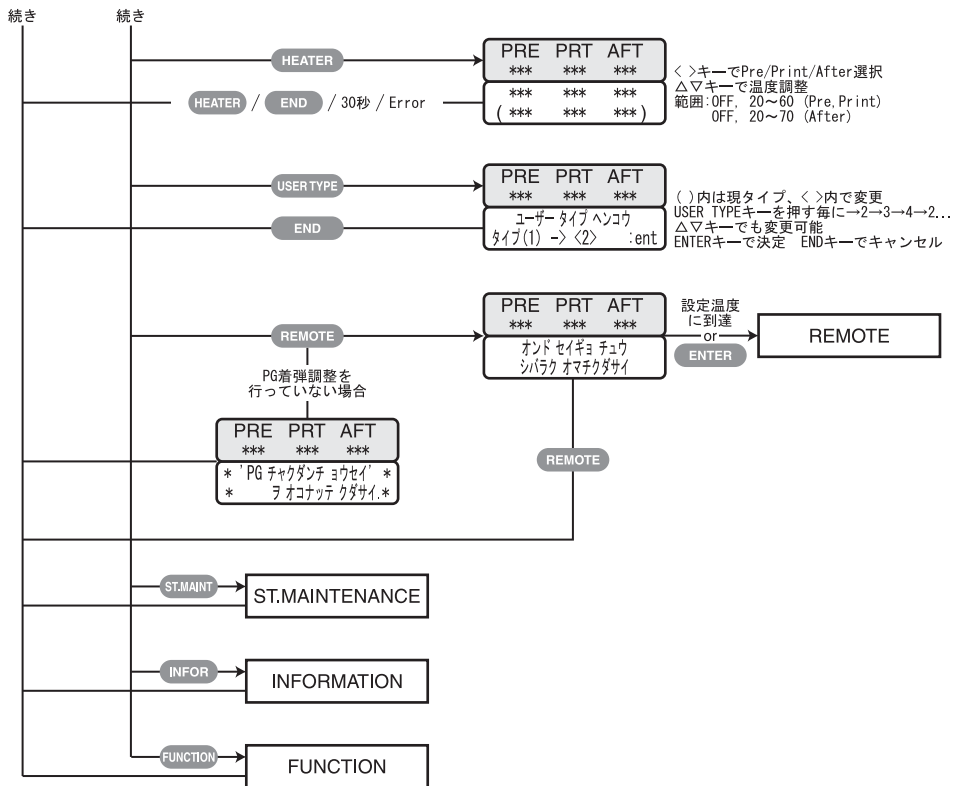 続き
続き
HEATER
PRE PRT AFT
*** *** ***
*** *** ***
( *** *** *** )
< >キーでPre/Print/After選択
△▽キーで温度調整
範囲:OFF, 20～60 (Pre,Print)
OFF, 20～70 (After)
HEATER / END / 30秒 / Error
USER TYPE
PRE PRT AFT
*** *** ***
ユーザー タイプ ヘンコウ
タイプ(1) -> <2> :ent
( )内は現タイプ、< >内で変更
USER TYPEキーを押す毎に→2→3→4→2...
△▽キーでも変更可能
ENTERキーで決定 ENDキーでキャンセル
END
REMOTE
PRE PRT AFT
*** *** ***
オンド セイギョ チュウ
シバラク オマチクダサイ
設定温度
に到達
or
ENTER
REMOTE
PG着弾調整を
行っていない場合
PRE PRT AFT
*** *** ***
* 'PG チャクダンチ ョウセイ' *
* ヲ オコナッテ クダサイ.*
REMOTE
ST.MAINT
ST.MAINTENANCE
INFOR
INFORMATION
FUNCTION
FUNCTION